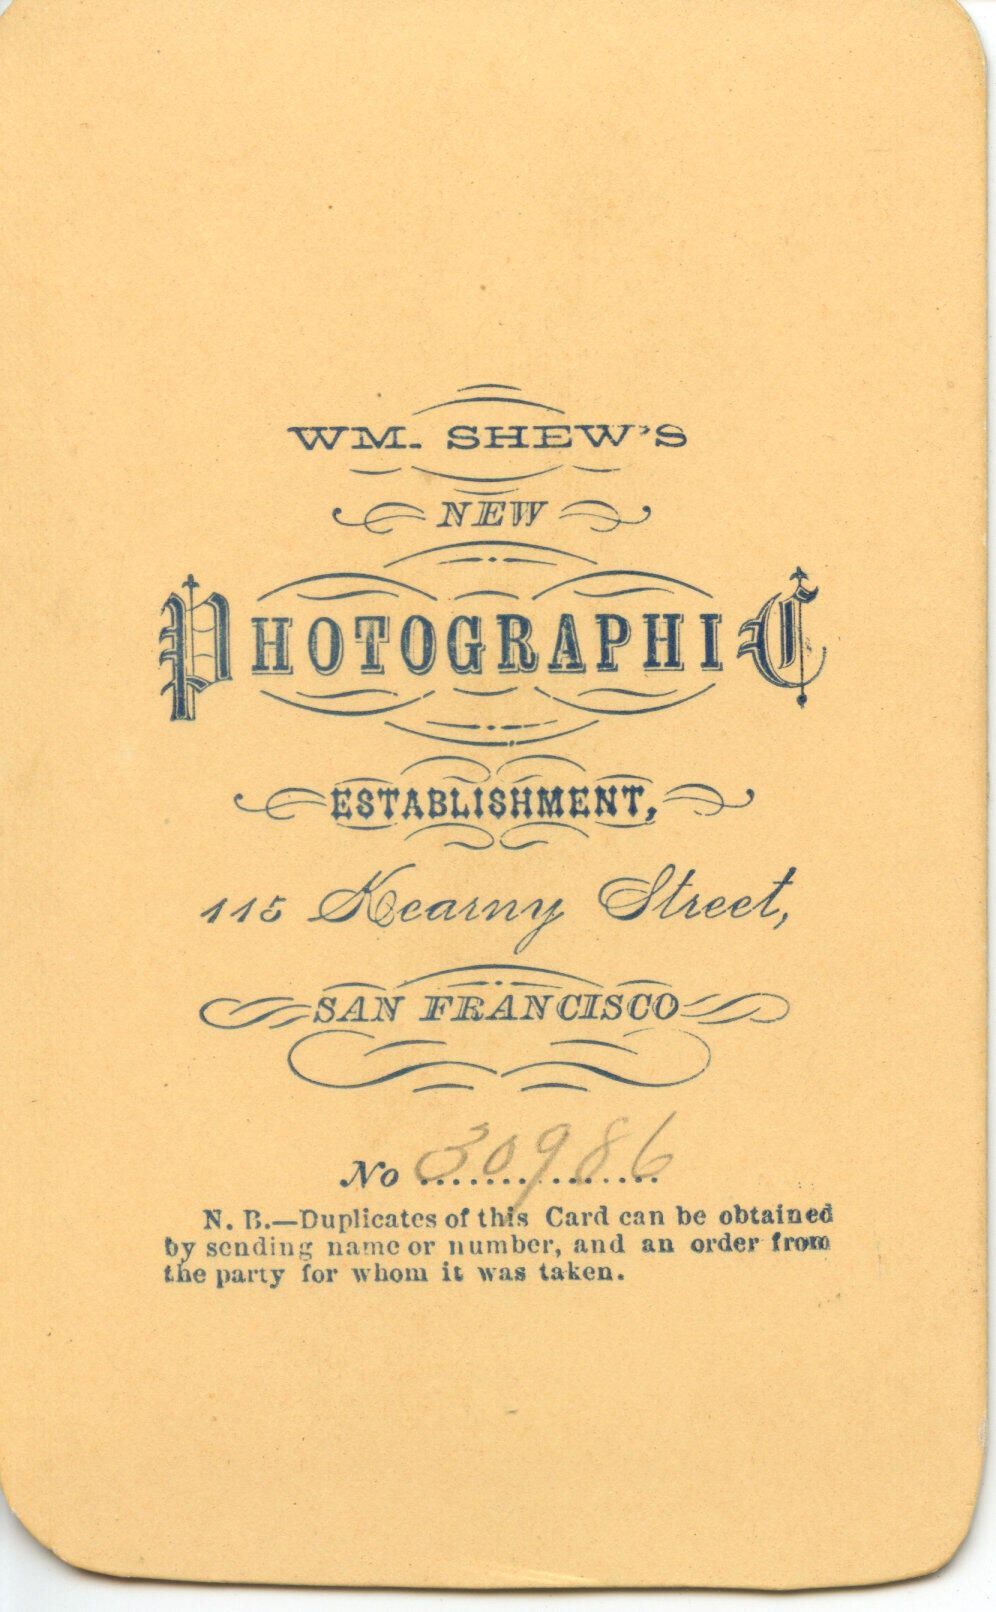 WM. SHEW'S
NEW
PHOTOGRAPHIC
ESTABLISHMENT,
115 Kearny Street,
SAN FRANCISCO
No 30986
N. B.—Duplicates of this Card can be obtained
by sending name or number, and an order from
the party for whom it was taken.